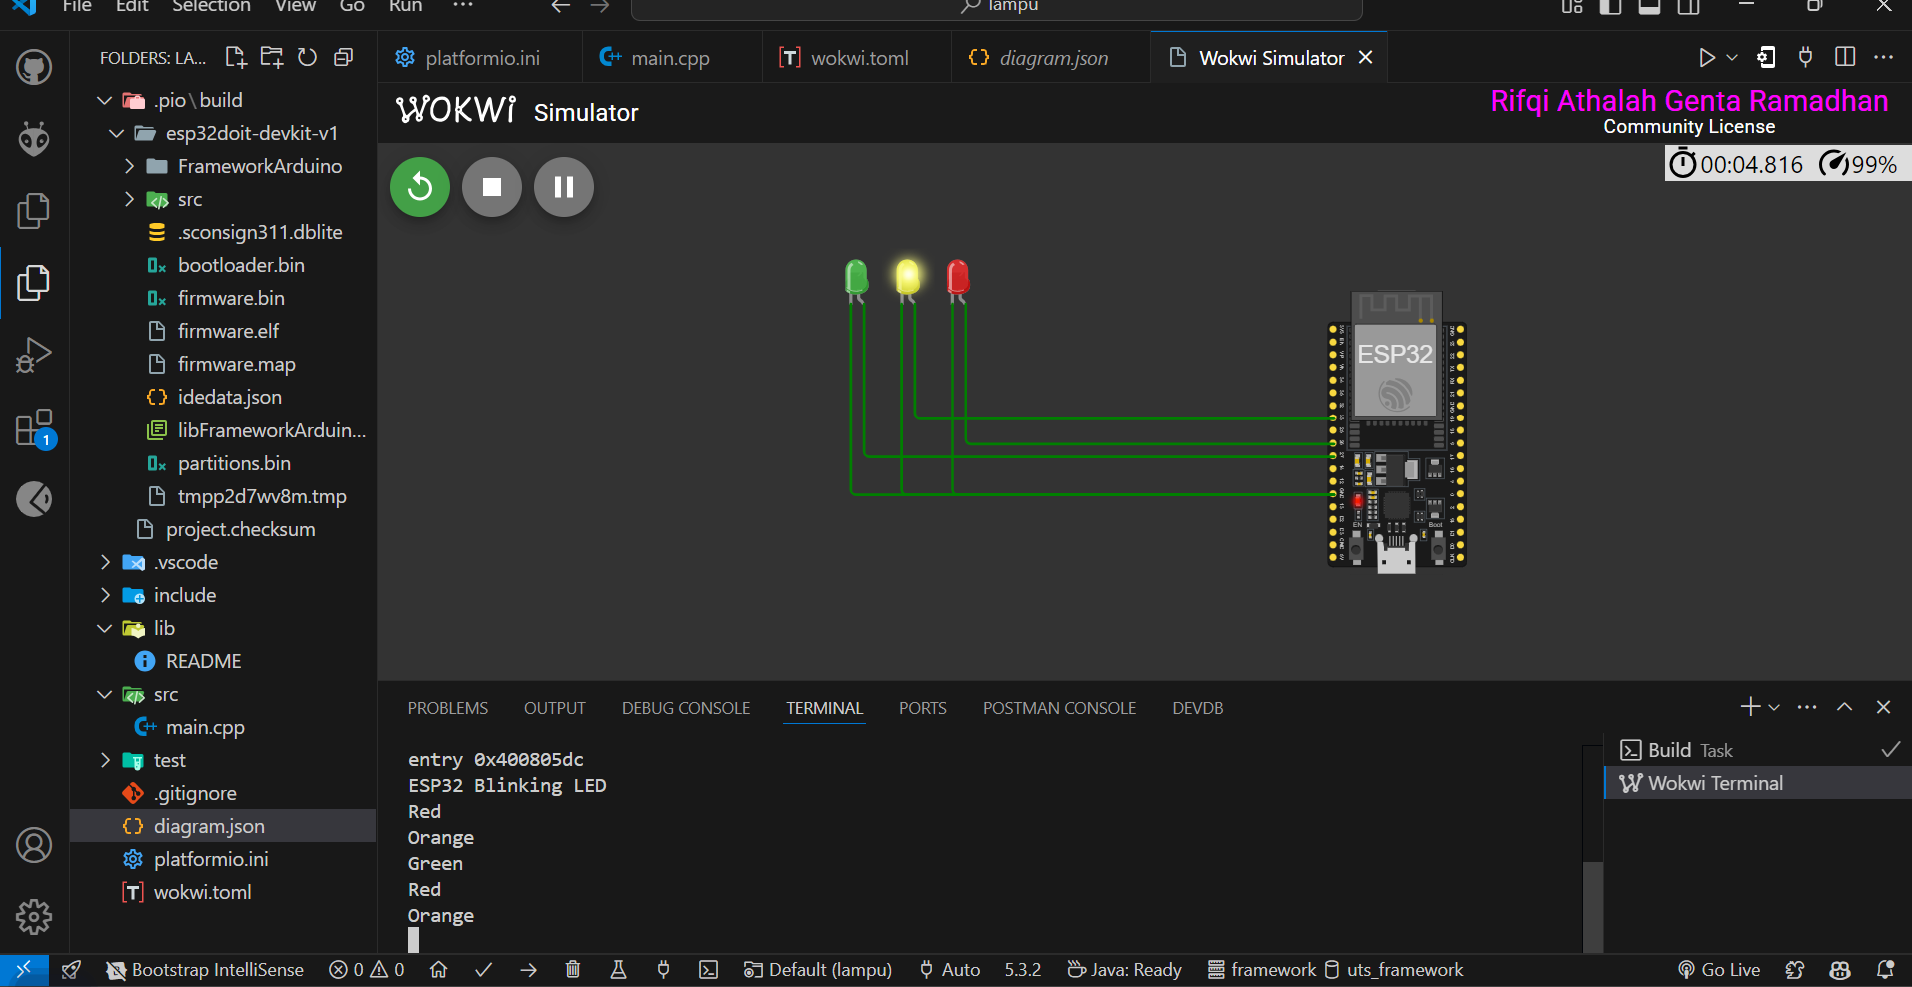 File Edit Selection View Go Run ··· lampu
FOLDERS: LA...
.pio\build
esp32doit-devkit-v1
FrameworkArduino
src
.sconsign311.dblite
bootloader.bin
firmware.bin
firmware.elf
firmware.map
idedata.json
libFrameworkArduin...
partitions.bin
tmpp2d7wv8m.tmp
project.checksum
.vscode
include
lib
README
src
main.cpp
test
.gitignore
diagram.json
platformio.ini
wokwi.toml
1
platformio.ini main.cpp wokwi.toml diagram.json Wokwi Simulator
WOKWi Simulator
Rifqi Athalah Genta Ramadhan
Community License
00:04.816 99%
ESP32
EN Boot
PROBLEMS OUTPUT DEBUG CONSOLE TERMINAL PORTS POSTMAN CONSOLE DEVDB
entry 0x400805dc
ESP32 Blinking LED
Red
Orange
Green
Red
Orange
Build Task
Wokwi Terminal
Bootstrap IntelliSense 0 0 Default (lampu) Auto 5.3.2 Java: Ready framework uts_framework Go Live